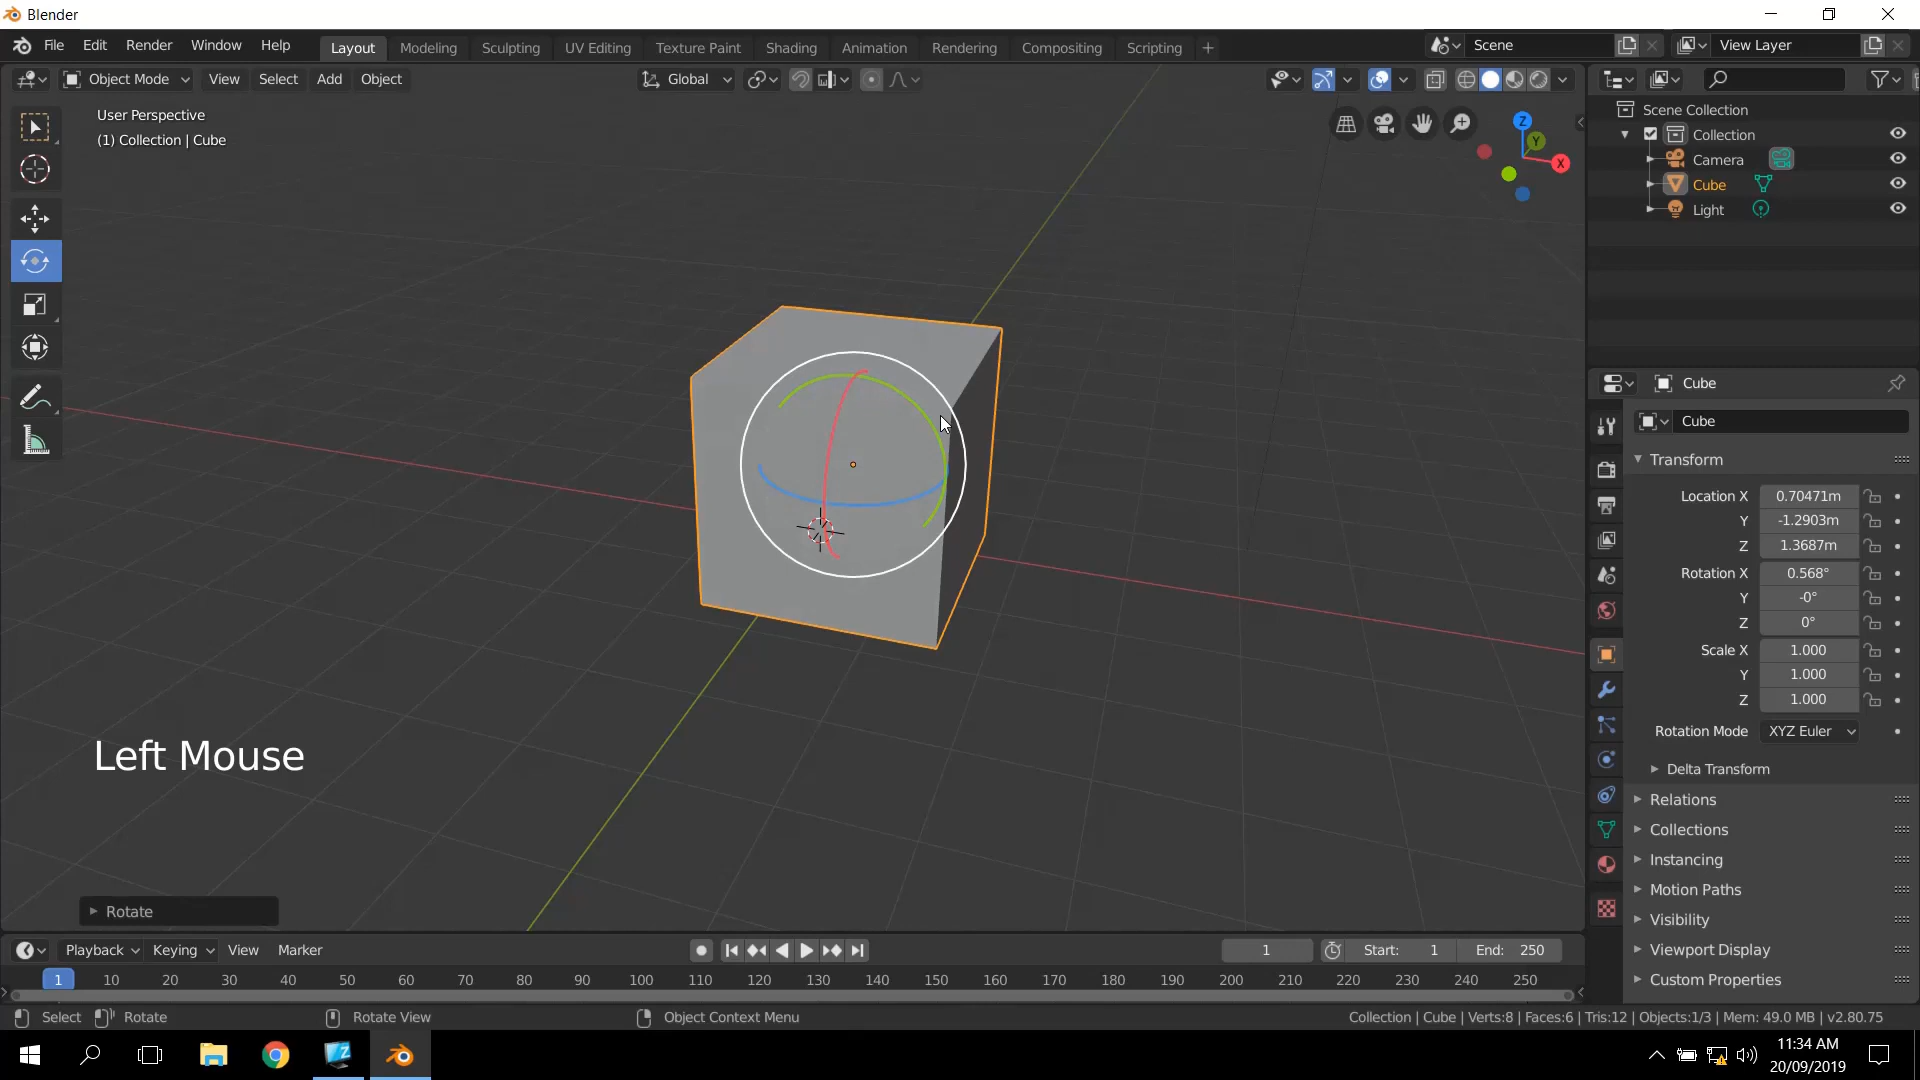 Blender
File Edit Render Window Help Layout Modeling Sculpting UV Editing Texture Paint Shading Animation Rendering Compositing Scripting + Scene View Layer
Object Mode View Select Add Object Global
User Perspective
(1) Collection | Cube
Z
Y
X
Scene Collection
Collection
Camera
Cube
Light
Cube
Cube
Transform
Location X 0.70471m
Y -1.2903m
Z 1.3687m
Rotation X 0.568°
Y -0°
Z 0°
Scale X 1.000
Y 1.000
Z 1.000
Rotation Mode XYZ Euler
Delta Transform
Relations
Collections
Instancing
Motion Paths
Visibility
Viewport Display
Custom Properties
Left Mouse
Rotate
Playback Keying View Marker 1 Start: 1 End: 250
1 10 20 30 40 50 60 70 80 90 100 110 120 130 140 150 160 170 180 190 200 210 220 230 240 250
Select Rotate Rotate View Object Context Menu Collection | Cube | Verts:8 | Faces:6 | Tris:12 | Objects:1/3 | Mem: 49.0 MB | v2.80.75
11:34 AM
20/09/2019